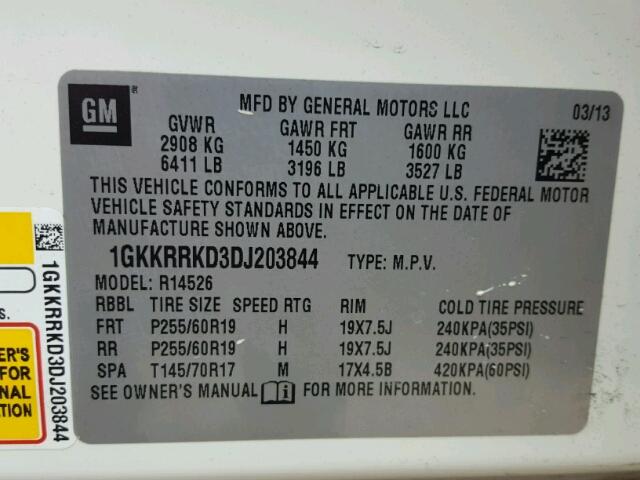 GM
MFD BY GENERAL MOTORS LLC
03/13
GVWR GAWR FRT GAWR RR
2908 KG 1450 KG 1600 KG
6411 LB 3196 LB 3527 LB
THIS VEHICLE CONFORMS TO ALL APPLICABLE U.S. FEDERAL MOTOR
VEHICLE SAFETY STANDARDS IN EFFECT ON THE DATE OF
MANUFACTURE SHOWN ABOVE.
1GKKRRKD3DJ203844 TYPE: M.P.V.
MODEL: R14526
RBBL TIRE SIZE SPEED RTG RIM COLD TIRE PRESSURE
FRT P255/60R19 H 19X7.5J 240KPA(35PSI)
RR P255/60R19 H 19X7.5J 240KPA(35PSI)
SPA T145/70R17 M 17X4.5B 420KPA(60PSI)
SEE OWNER'S MANUAL i FOR MORE INFORMATION.
1GKKRRKD3DJ203844
S.
ER'S
FOR
NAL
ATION